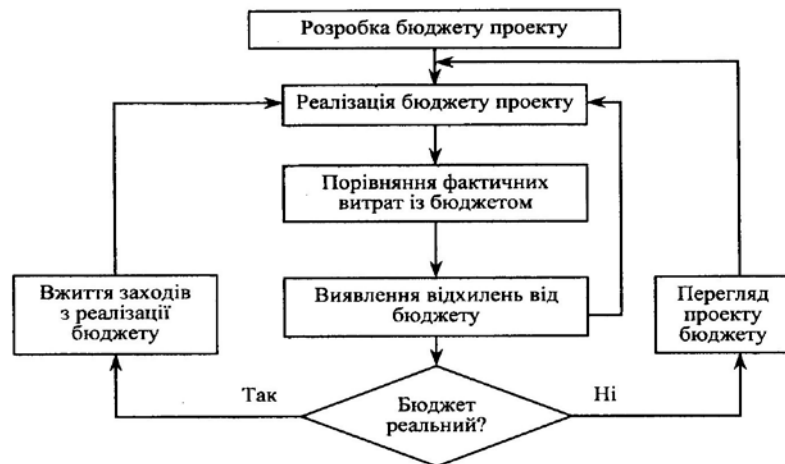 Розробка бюджету проекту
Реалізація бюджету проекту
Порівняння фактичних
витрат із бюджетом
Вжиття заходів
з реалізації
бюджету
Виявлення відхилень від
бюджету
Перегляд
проекту
бюджету
Так
Бюджет
реальний?
Ні